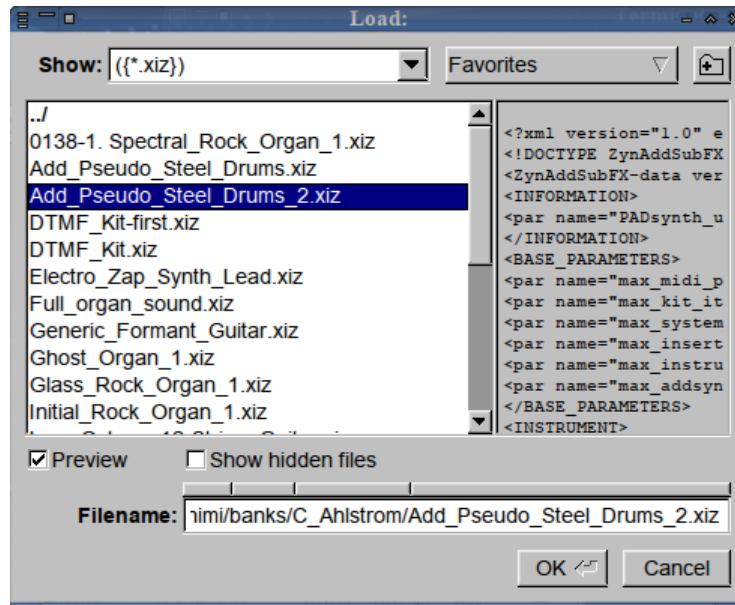 Load:
Show: ({*.xiz})
Favorites
../
0138-1. Spectral_Rock_Organ_1.xiz
Add_Pseudo_Steel_Drums.xiz
Add_Pseudo_Steel_Drums_2.xiz
DTMF_Kit-first.xiz
DTMF_Kit.xiz
Electro_Zap_Synth_Lead.xiz
Full_organ_sound.xiz
Generic_Formant_Guitar.xiz
Ghost_Organ_1.xiz
Glass_Rock_Organ_1.xiz
Initial_Rock_Organ_1.xiz
<?xml version="1.0" e
<!DOCTYPE ZynAddSubFX
<ZynAddSubFX-data ver
<INFORMATION>
<par name="PADsynth_u
</INFORMATION>
<BASE_PARAMETERS>
<par name="max_midi_p
<par name="max_kit_it
<par name="max_system
<par name="max_insert
<par name="max_instru
<par name="max_addsyn
</BASE_PARAMETERS>
<INSTRUMENT>
Preview
Show hidden files
Filename: nimi/banks/C_Ahlstrom/Add_Pseudo_Steel_Drums_2.xiz
OK
Cancel